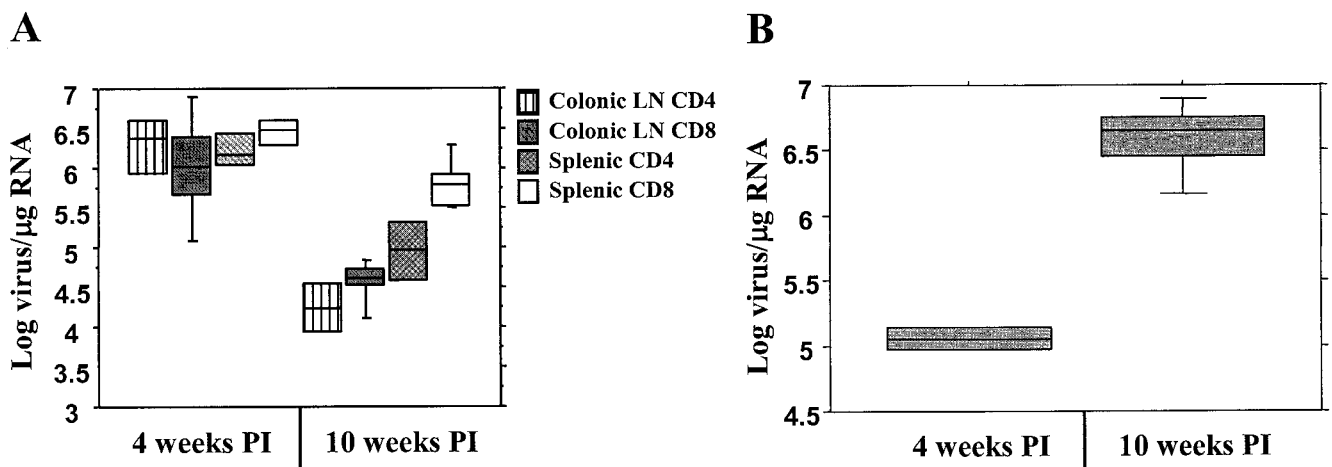 A
Log virus/µg RNA
7
6.5
6
5.5
5
4.5
4
3.5
3
4 weeks PI
10 weeks PI
Colonic LN CD4
Colonic LN CD8
Splenic CD4
Splenic CD8
B
Log virus/µg RNA
7
6.5
6
5.5
5
4.5
4 weeks PI
10 weeks PI